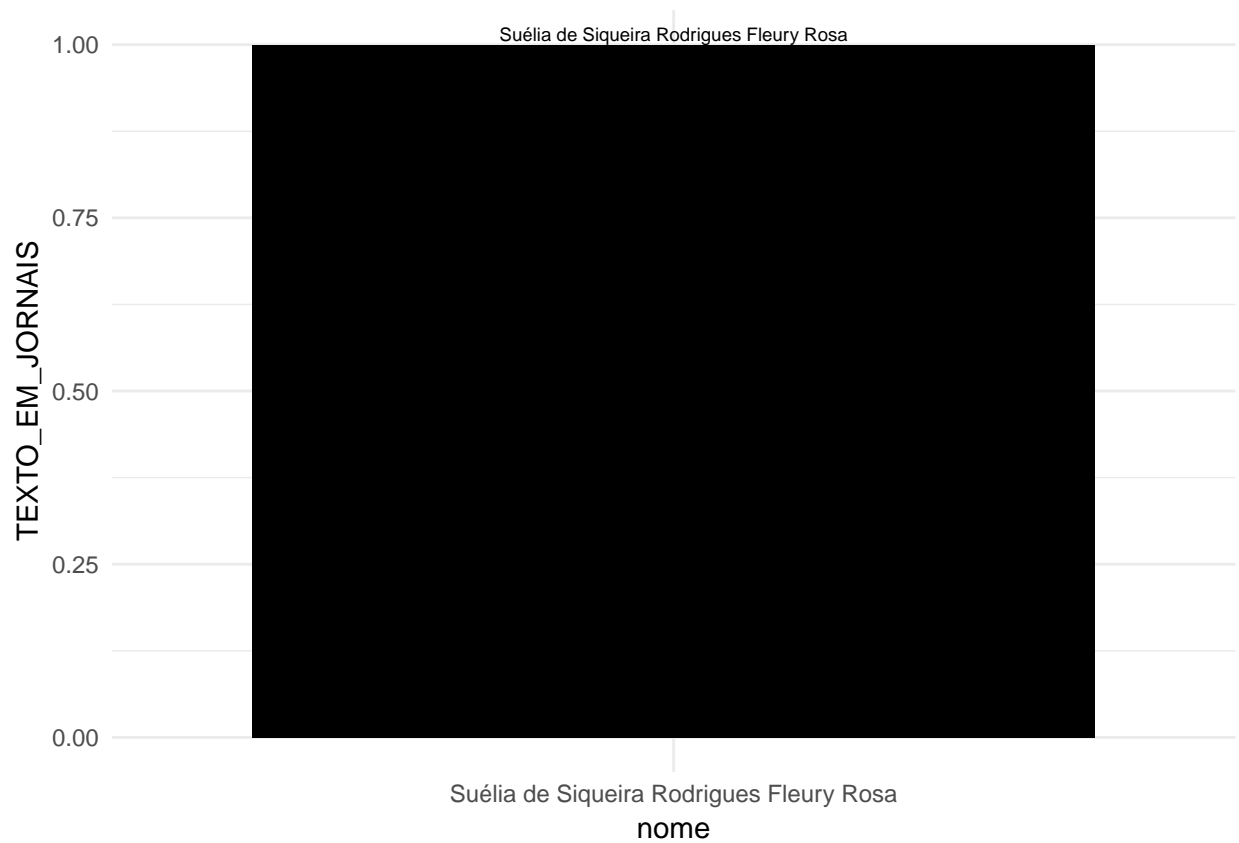 Suélia de Siqueira Rodrigues Fleury Rosa
1.00
0.75
0.50
0.25
0.00
TEXTO_EM_JORNAIS
Suélia de Siqueira Rodrigues Fleury Rosa
nome